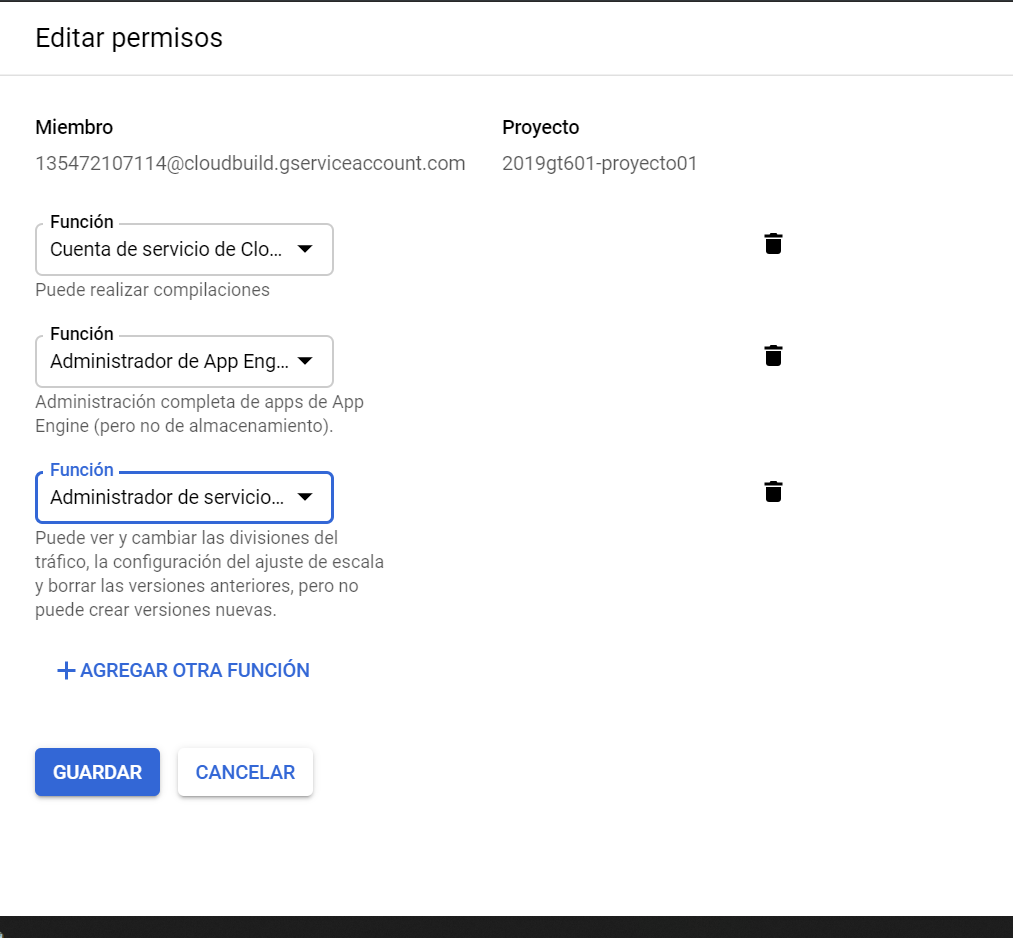 Editar permisos
Miembro
Proyecto
135472107114@cloudbuild.gserviceaccount.com
2019gt601-proyecto01
Función
Cuenta de servicio de Clo...
Puede realizar compilaciones
Función
Administrador de App Eng...
Administración completa de apps de App
Engine (pero no de almacenamiento).
Función
Administrador de servicio...
Puede ver y cambiar las divisiones del
tráfico, la configuración del ajuste de escala
y borrar las versiones anteriores, pero no
puede crear versiones nuevas.
+ AGREGAR OTRA FUNCIÓN
GUARDAR
CANCELAR